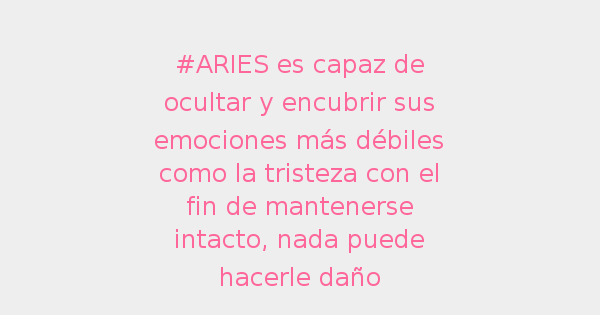 #ARIES es capaz de
ocultar y encubrir sus
emociones más débiles
como la tristeza con el
fin de mantenerse
intacto, nada puede
hacerle daño